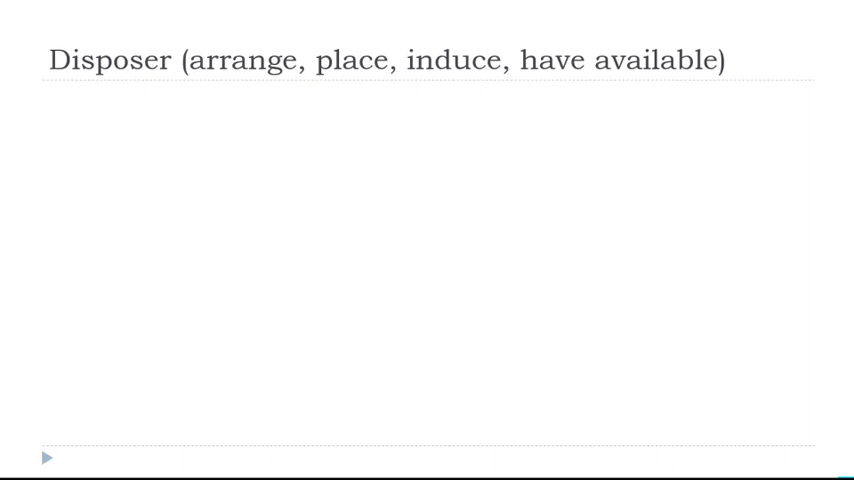 Disposer (arrange, place, induce, have available)